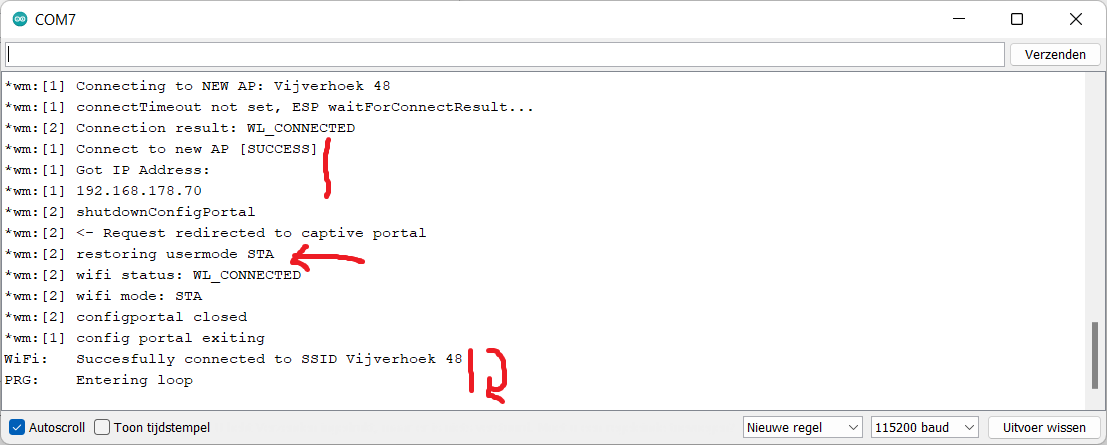 COM7
Verzenden
*wm:[1] Connecting to NEW AP: Vijverhoek 48
*wm:[1] connectTimeout not set, ESP waitForConnectResult...
*wm:[2] Connection result: WL_CONNECTED
*wm:[1] Connect to new AP [SUCCESS]
*wm:[1] Got IP Address:
*wm:[1] 192.168.178.70
*wm:[2] shutdownConfigPortal
*wm:[2] <- Request redirected to captive portal
*wm:[2] restoring usermode STA
*wm:[2] wifi status: WL_CONNECTED
*wm:[2] wifi mode: STA
*wm:[2] configportal closed
*wm:[1] config portal exiting
WiFi:   Succesfully connected to SSID Vijverhoek 48
PRG:    Entering loop
Autoscroll Toon tijdstempel Nieuwe regel 115200 baud Uitvoer wissen